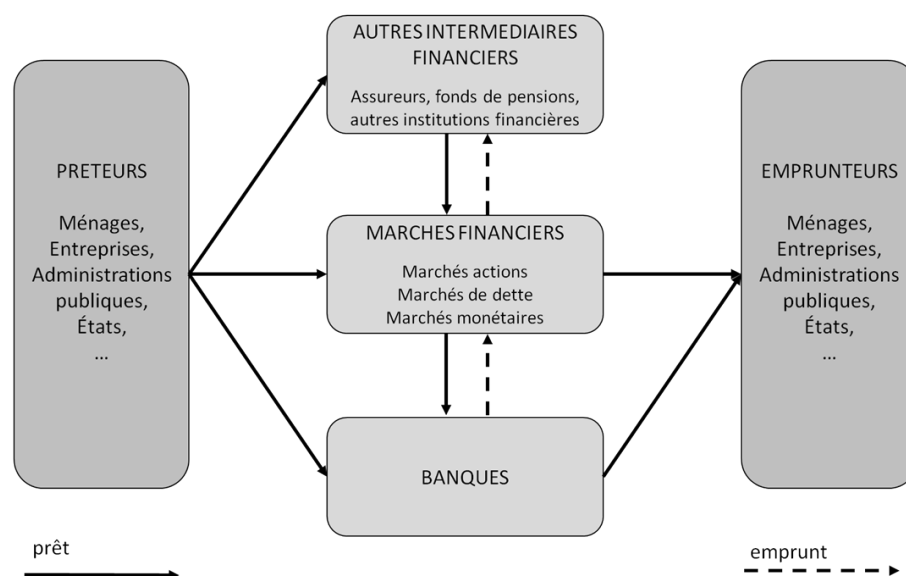 AUTRES INTERMEDIAIRES
FINANCIERS
Assureurs, fonds de pensions,
autres institutions financières
PRETEURS
Ménages,
Entreprises,
Administrations
publiques,
États,
...
MARCHES FINANCIERS
Marchés actions
Marchés de dette
Marchés monétaires
BANQUES
EMPRUNTEURS
Ménages,
Entreprises,
Administrations
publiques,
États,
...
prêt
emprunt